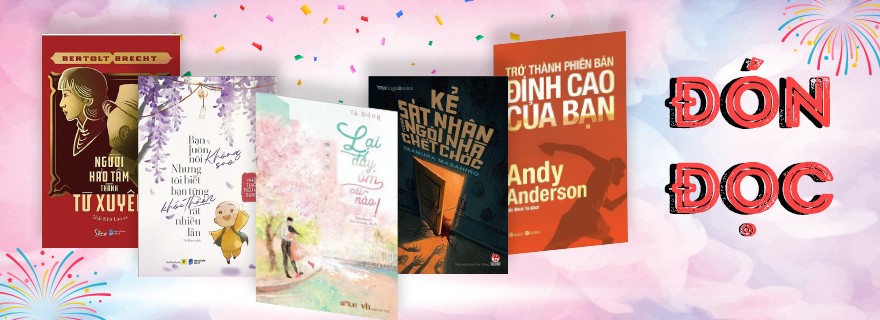 BERTOLT BRECHT
NGƯỜI
HẢO TÂM
THÀNH
TỨ XUYÊN
Bạn
luôn nói
Không sao
Nhưng
tôi biết
bạn từng
khóc thầm
rất
nhiều
lần
Lại
đây, ôm
cái nào!
KẺ
SÁT NHÂN
NGÔI NHÀ
CHẾT CHÓC
TRỞ THÀNH PHIÊN BẢN
ĐỈNH CAO
CỦA BẠN
Andy
Anderson
ĐÓN
ĐỌC